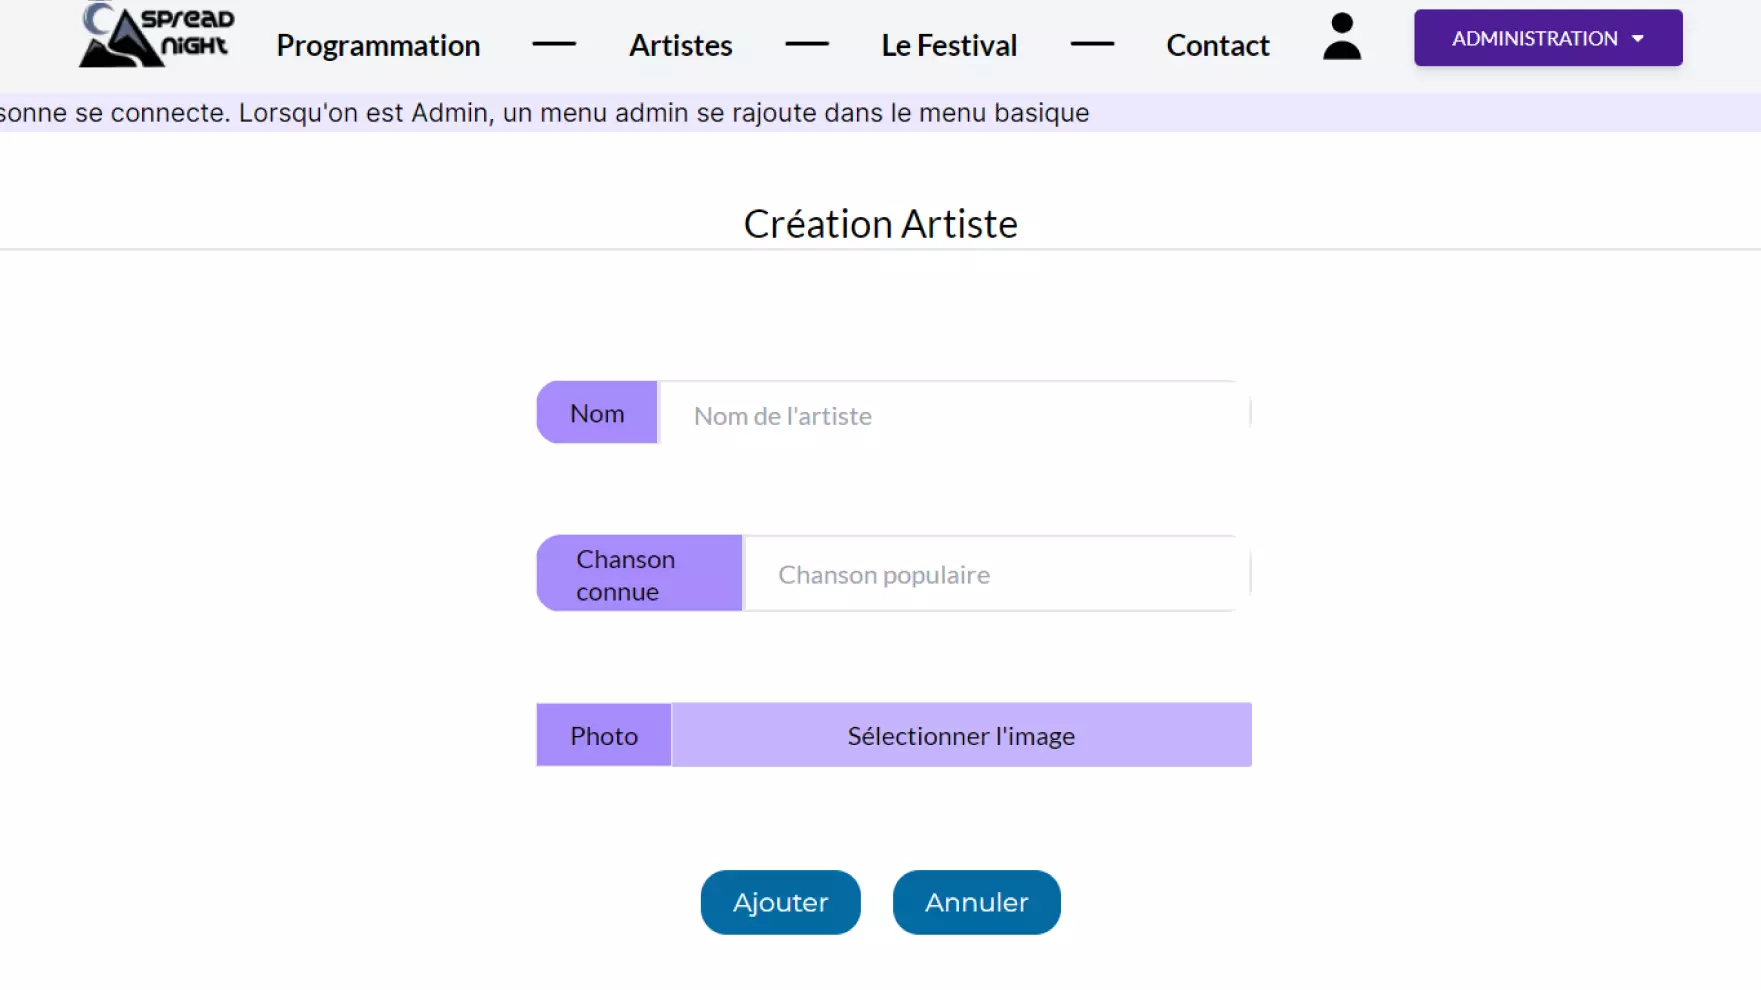 SPREAD
NIGHT
Programmation — Artistes — Le Festival — Contact
ADMINISTRATION
sonne se connecte. Lorsqu'on est Admin, un menu admin se rajoute dans le menu basique
Création Artiste
Nom
Nom de l'artiste
Chanson
connue
Chanson populaire
Photo
Sélectionner l'image
Ajouter
Annuler